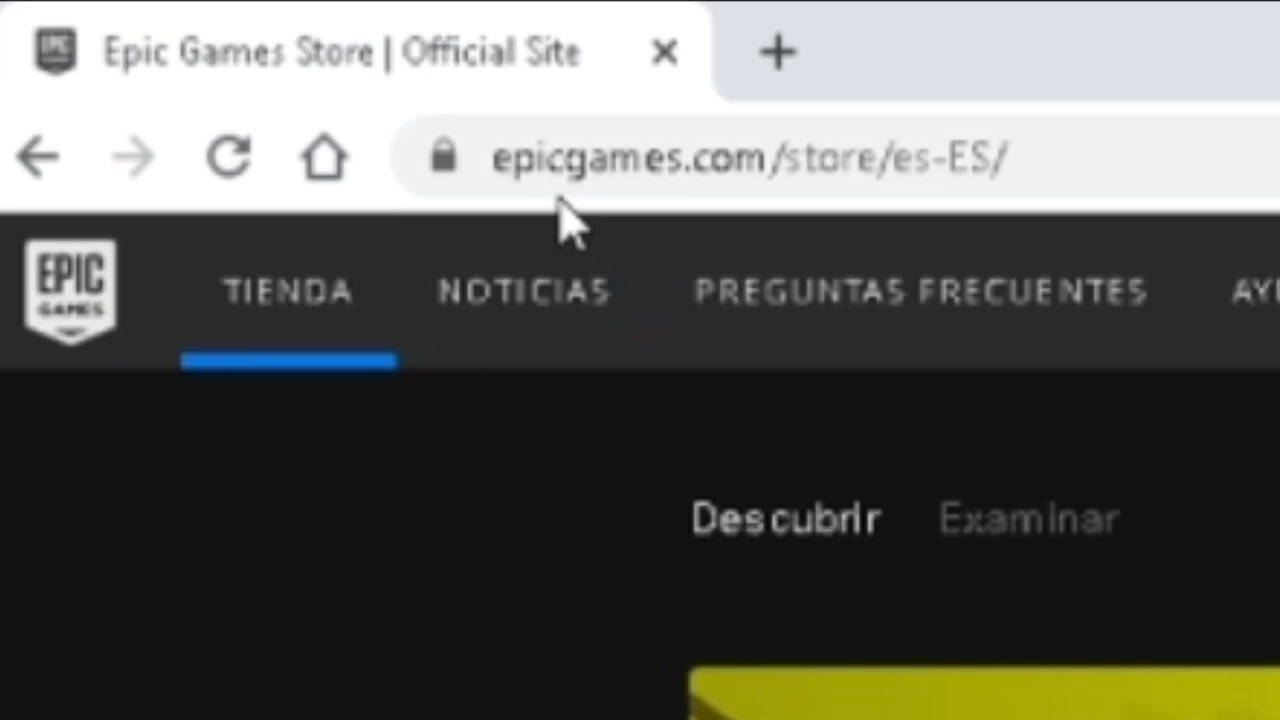 Epic Games Store | Official Site
epicgames.com/store/es-ES/
EPIC
GAMES
TIENDA NOTICIAS PREGUNTAS FRECUENTES
Descubrir Examinar